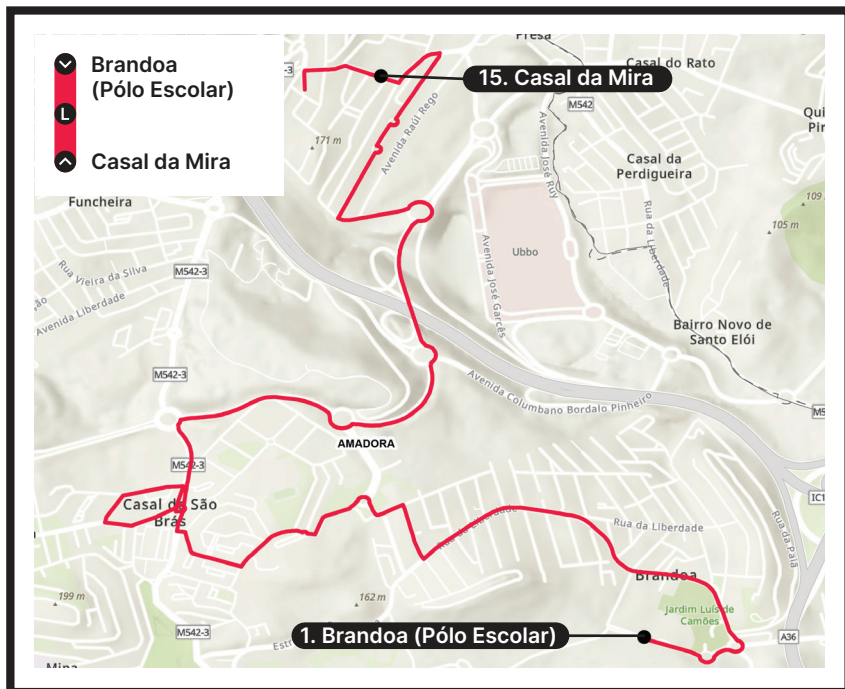 Brandoa
(Pólo Escolar)
L
Casal da Mira
15. Casal da Mira
Casal do Rato
M542
171 m
Avenida Raúl Rego
Avenida José Ruy
Casal da
Perdigueira
Rua da Liberdade
109
105 m
Funcheira
Rua Vieira da Silva
Avenida Liberdade
M542-3
Ubbo
Avenida José Garcês
Bairro Novo de
Santo Elói
M542-3
Avenida Columbano Bordalo Pinheiro
AMADORA
M542-3
Casal de São
Brás
Rua da Liberdade
Rua da Liberdade
IC1
Rua da Paiã
Brandoa
199 m
162 m
Jardim Luís de
Camões
M542-3
1. Brandoa (Pólo Escolar)
A36